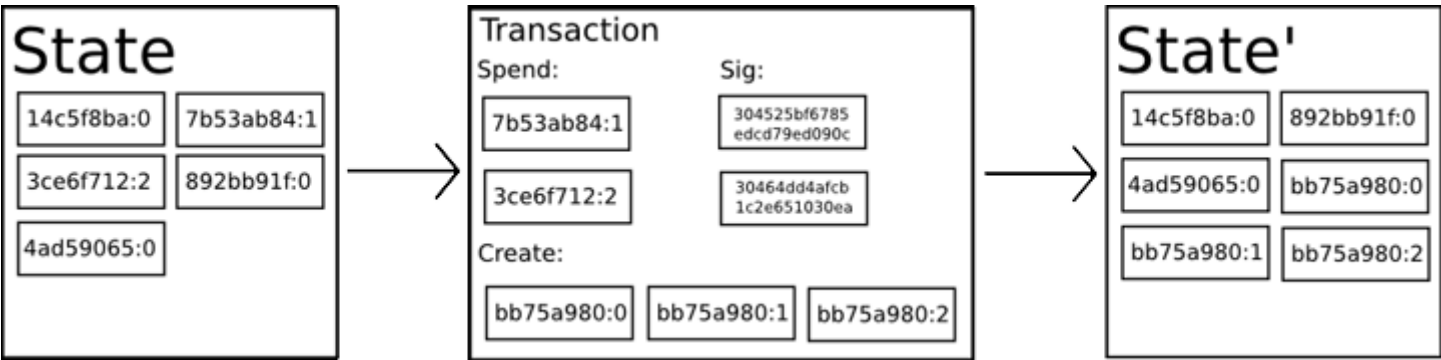 State
14c5f8ba:0 7b53ab84:1
3ce6f712:2 892bb91f:0
4ad59065:0
Transaction
Spend: Sig:
7b53ab84:1
304525bf6785
edcd79ed090c
3ce6f712:2
30464dd4afcb
1c2e651030ea
Create:
bb75a980:0 bb75a980:1 bb75a980:2
State'
14c5f8ba:0 892bb91f:0
4ad59065:0 bb75a980:0
bb75a980:1 bb75a980:2